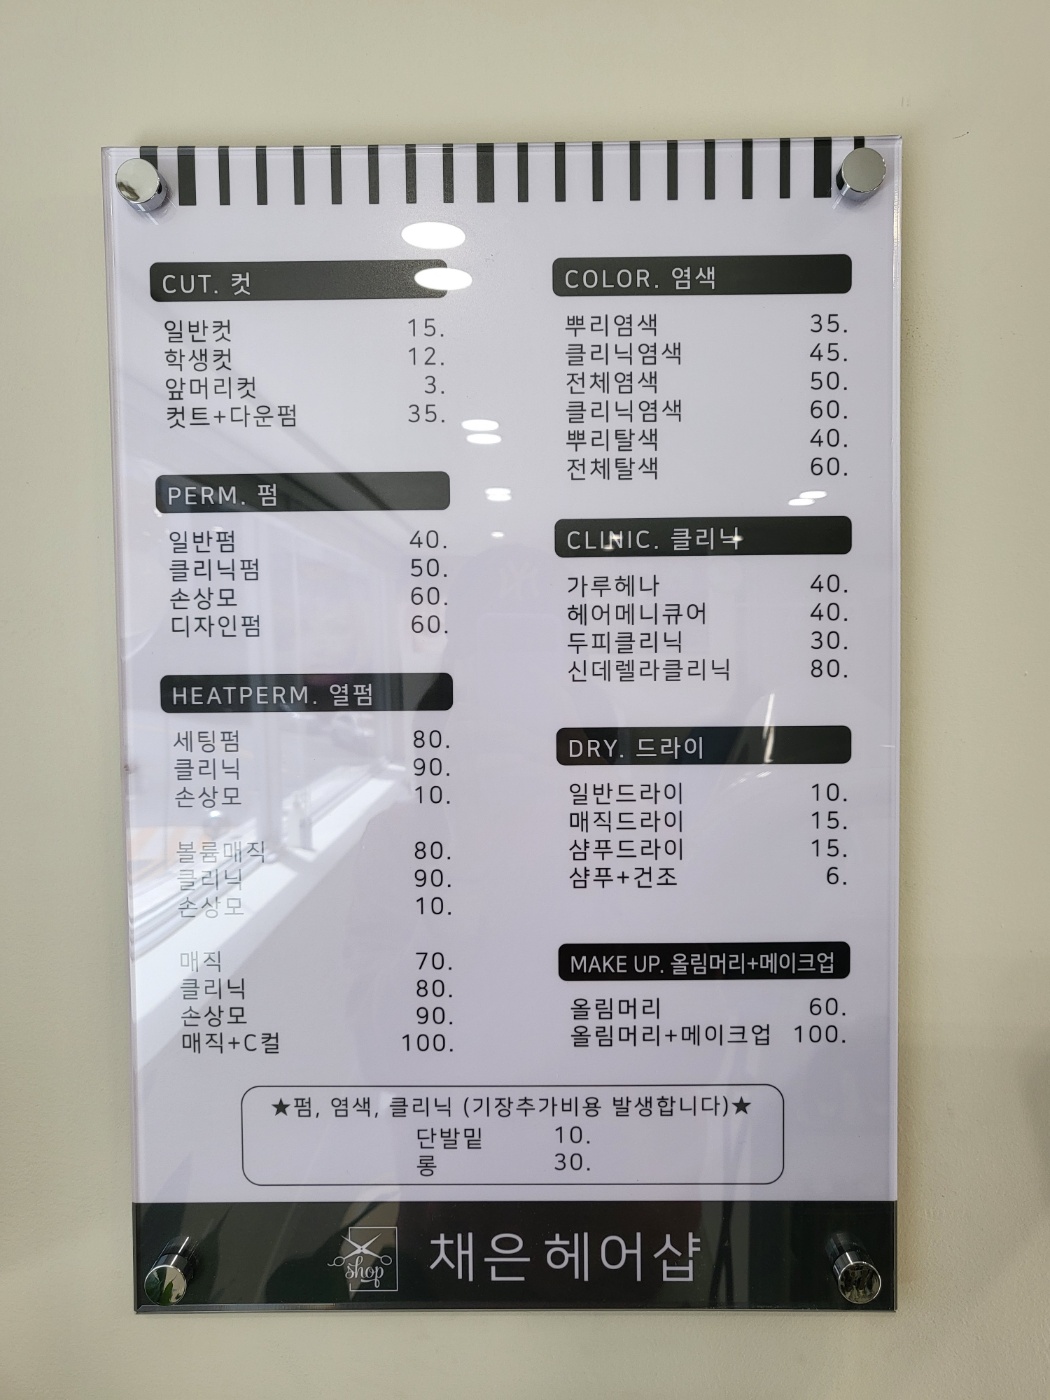 CUT. 컷
일반컷 15.
학생컷 12.
앞머리컷 3.
컷트+다운펌 35.
PERM. 펌
일반펌 40.
클리닉펌 50.
손상모 60.
디자인펌 60.
HEATPERM. 열펌
세팅펌 80.
클리닉 90.
손상모 10.
볼륨매직 80.
클리닉 90.
손상모 10.
매직 70.
클리닉 80.
손상모 90.
매직+C컬 100.
COLOR. 염색
뿌리염색 35.
클리닉염색 45.
전체염색 50.
클리닉염색 60.
뿌리탈색 40.
전체탈색 60.
CLINIC. 클리닉
가루헤나 40.
헤어메니큐어 40.
두피클리닉 30.
신데렐라클리닉 80.
DRY. 드라이
일반드라이 10.
매직드라이 15.
샴푸드라이 15.
샴푸+건조 6.
MAKE UP. 올림머리+메이크업
올림머리 60.
올림머리+메이크업 100.
★펌, 염색, 클리닉 (기장추가비용 발생합니다)★
단발밑 10.
롱 30.
shop
채은헤어샵